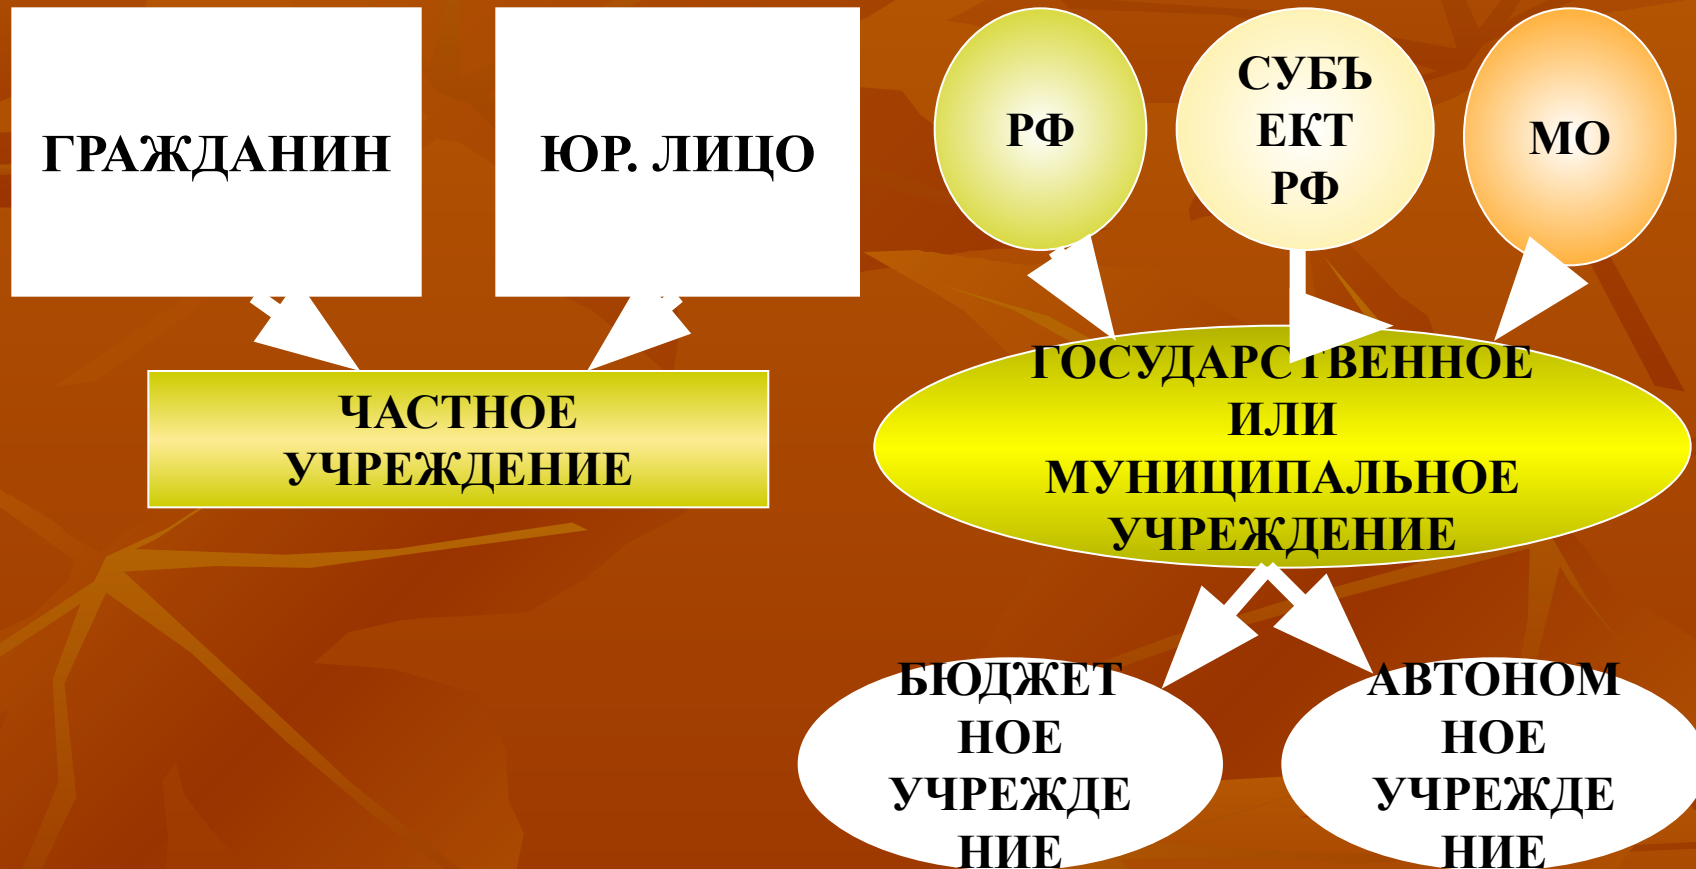 ГРАЖДАНИН
ЮР. ЛИЦО
РФ
СУБЪ
ЕКТ
РФ
МО
ЧАСТНОЕ
УЧРЕЖДЕНИЕ
ГОСУДАРСТВЕННОЕ
ИЛИ
МУНИЦИПАЛЬНОЕ
УЧРЕЖДЕНИЕ
БЮДЖЕТ
НОЕ
УЧРЕЖДЕ
НИЕ
АВТОНОМ
НОЕ
УЧРЕЖДЕ
НИЕ